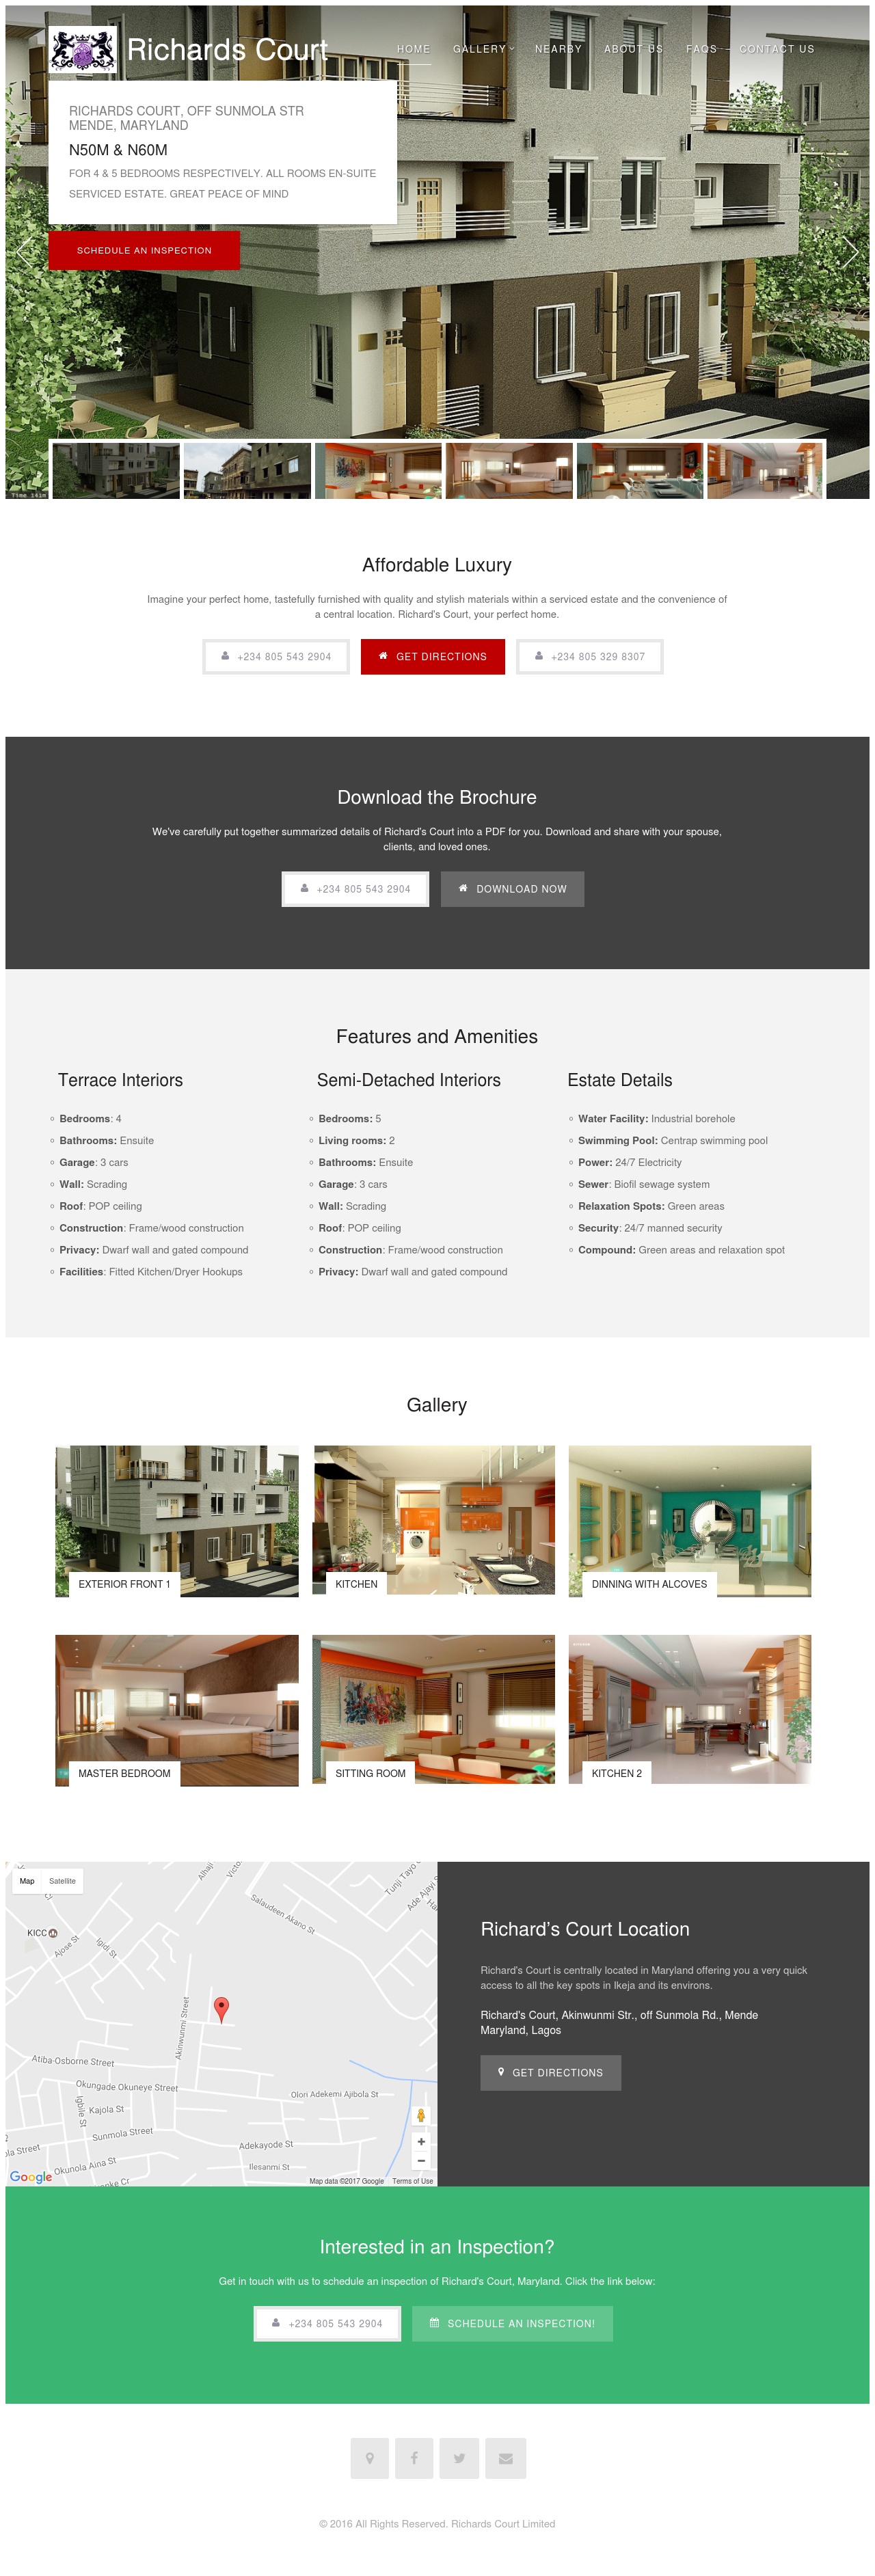 Richards Court
HOME GALLERY NEARBY ABOUT US FAQS CONTACT US
RICHARDS COURT, OFF SUNMOLA STR
MENDE, MARYLAND
N50M & N60M
FOR 4 & 5 BEDROOMS RESPECTIVELY. ALL ROOMS EN-SUITE
SERVICED ESTATE. GREAT PEACE OF MIND
SCHEDULE AN INSPECTION
Affordable Luxury
Imagine your perfect home, tastefully furnished with quality and stylish materials within a serviced estate and the convenience of
a central location. Richard's Court, your perfect home.
+234 805 543 2904 GET DIRECTIONS +234 805 329 8307
Download the Brochure
We've carefully put together summarized details of Richard's Court into a PDF for you. Download and share with your spouse,
clients, and loved ones.
+234 805 543 2904 DOWNLOAD NOW
Features and Amenities
Terrace Interiors
Bedrooms: 4
Bathrooms: Ensuite
Garage: 3 cars
Wall: Scrading
Roof: POP ceiling
Construction: Frame/wood construction
Privacy: Dwarf wall and gated compound
Facilities: Fitted Kitchen/Dryer Hookups
Semi-Detached Interiors
Bedrooms: 5
Living rooms: 2
Bathrooms: Ensuite
Garage: 3 cars
Wall: Scrading
Roof: POP ceiling
Construction: Frame/wood construction
Privacy: Dwarf wall and gated compound
Estate Details
Water Facility: Industrial borehole
Swimming Pool: Centrap swimming pool
Power: 24/7 Electricity
Sewer: Biofil sewage system
Relaxation Spots: Green areas
Security: 24/7 manned security
Compound: Green areas and relaxation spot
Gallery
EXTERIOR FRONT 1
KITCHEN
DINNING WITH ALCOVES
MASTER BEDROOM
SITTING ROOM
KITCHEN 2
Map Satellite
Salaudeen Akano St
Tunji Tayo
Ade Ajayi
KICC
Ajose St
Igidi St
Akinwunmi Street
Atiba-Osborne Street
Okungade Okuneye Street
Igbile St
Kajola St
Olori Adekemi Ajibola St
Sunmola Street
Adekayode St
Okunola Aina St
Ilesanmi St
Google
Map data ©2017 Google Terms of Use
Richard's Court Location
Richard's Court is centrally located in Maryland offering you a very quick
access to all the key spots in Ikeja and its environs.
Richard's Court, Akinwunmi Str., off Sunmola Rd., Mende
Maryland, Lagos
GET DIRECTIONS
Interested in an Inspection?
Get in touch with us to schedule an inspection of Richard's Court, Maryland. Click the link below:
+234 805 543 2904 SCHEDULE AN INSPECTION!
© 2016 All Rights Reserved. Richards Court Limited